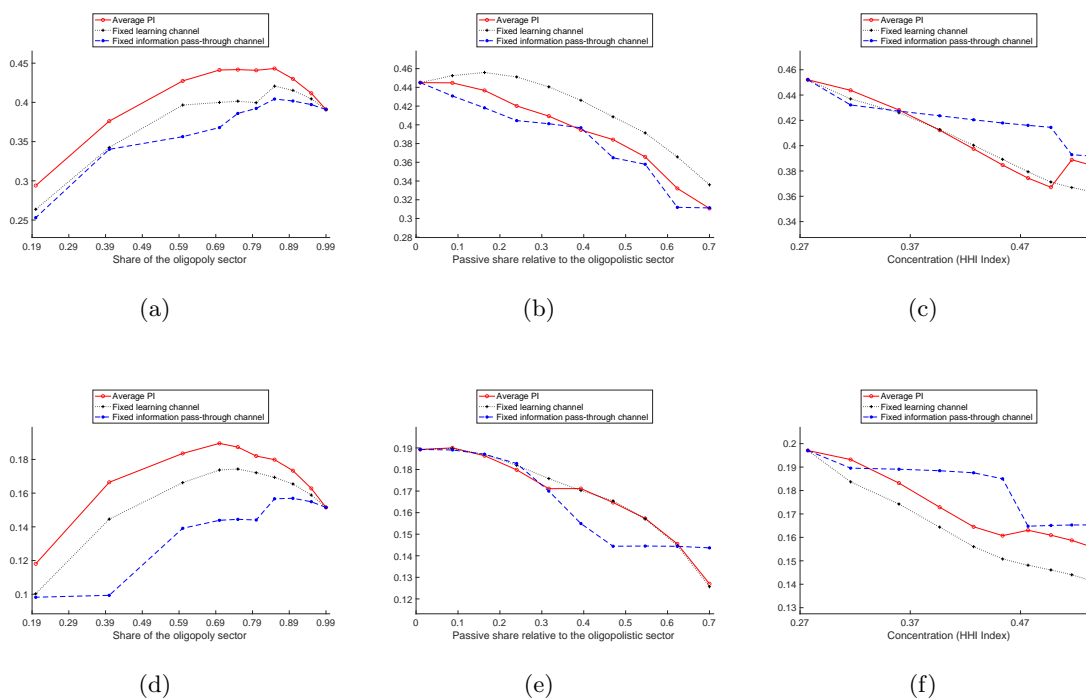 Average PI
Fixed learning channel
Fixed information pass-through channel
0.45
0.4
0.35
0.3
0.25
0.19 0.29 0.39 0.49 0.59 0.69 0.79 0.89 0.99
Share of the oligopoly sector
(a)
Average PI
Fixed learning channel
Fixed information pass-through channel
0.46
0.44
0.42
0.4
0.38
0.36
0.34
0.32
0.3
0.28
0 0.1 0.2 0.3 0.4 0.5 0.6 0.7
Passive share relative to the oligopolistic sector
(b)
Average PI
Fixed learning channel
Fixed information pass-through channel
0.46
0.44
0.42
0.4
0.38
0.36
0.34
0.27 0.37 0.47
Concentration (HHI Index)
(c)
Average PI
Fixed learning channel
Fixed information pass-through channel
0.18
0.16
0.14
0.12
0.1
0.19 0.29 0.39 0.49 0.59 0.69 0.79 0.89 0.99
Share of the oligopoly sector
(d)
Average PI
Fixed learning channel
Fixed information pass-through channel
0.19
0.18
0.17
0.16
0.15
0.14
0.13
0.12
0 0.1 0.2 0.3 0.4 0.5 0.6 0.7
Passive share relative to the oligopolistic sector
(e)
Average PI
Fixed learning channel
Fixed information pass-through channel
0.2
0.19
0.18
0.17
0.16
0.15
0.14
0.13
0.27 0.37 0.47
Concentration (HHI Index)
(f)